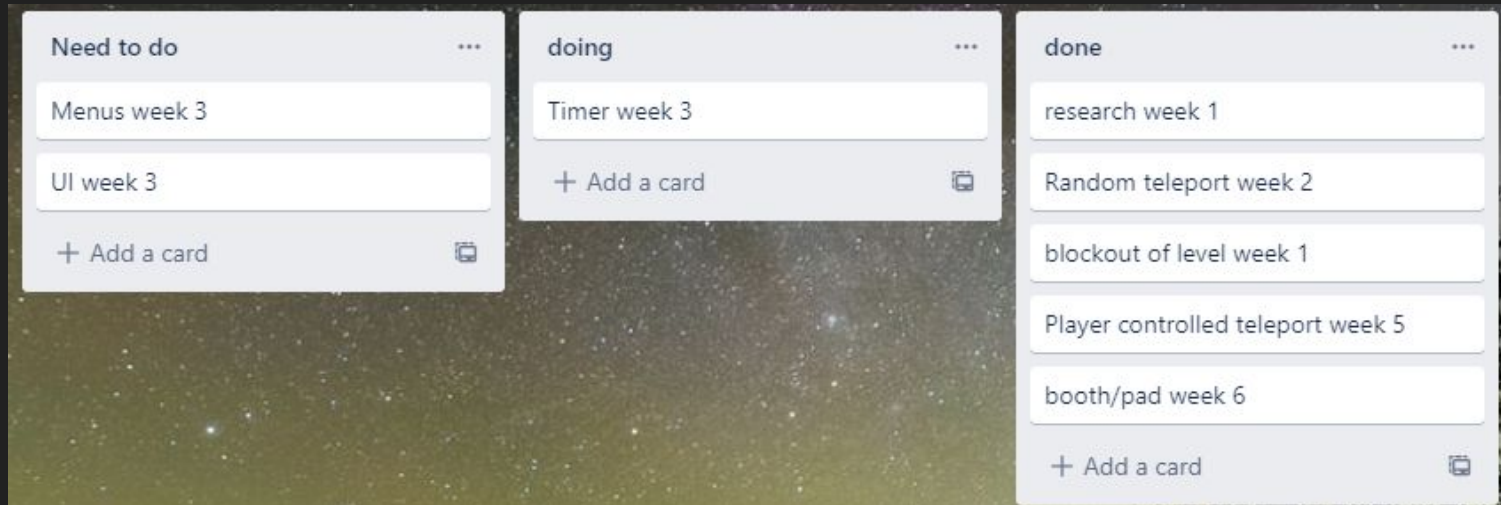 Need to do
Menus week 3
UI week 3
+ Add a card
doing
Timer week 3
+ Add a card
done
research week 1
Random teleport week 2
blockout of level week 1
Player controlled teleport week 5
booth/pad week 6
+ Add a card